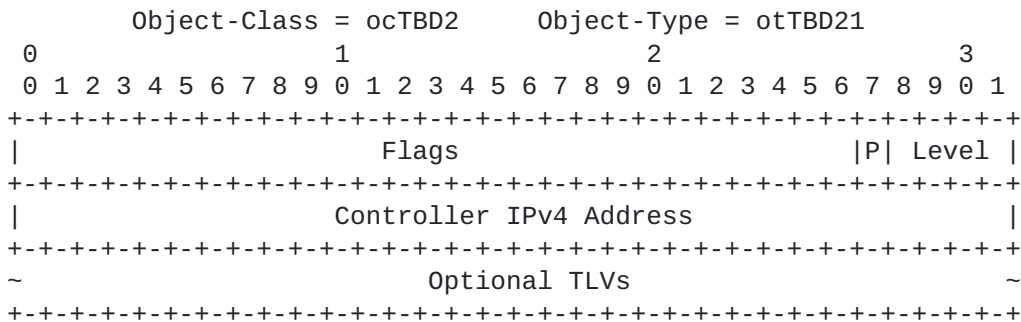 Object-Class = ocTBD2     Object-Type = otTBD21
 0                   1                   2                   3
 0 1 2 3 4 5 6 7 8 9 0 1 2 3 4 5 6 7 8 9 0 1 2 3 4 5 6 7 8 9 0 1
+-+-+-+-+-+-+-+-+-+-+-+-+-+-+-+-+-+-+-+-+-+-+-+-+-+-+-+-+-+-+-+-+
|                       Flags                         |P| Level |
+-+-+-+-+-+-+-+-+-+-+-+-+-+-+-+-+-+-+-+-+-+-+-+-+-+-+-+-+-+-+-+-+
|                    Controller IPv4 Address                    |
+-+-+-+-+-+-+-+-+-+-+-+-+-+-+-+-+-+-+-+-+-+-+-+-+-+-+-+-+-+-+-+-+
~                          Optional TLVs                        ~
+-+-+-+-+-+-+-+-+-+-+-+-+-+-+-+-+-+-+-+-+-+-+-+-+-+-+-+-+-+-+-+-+